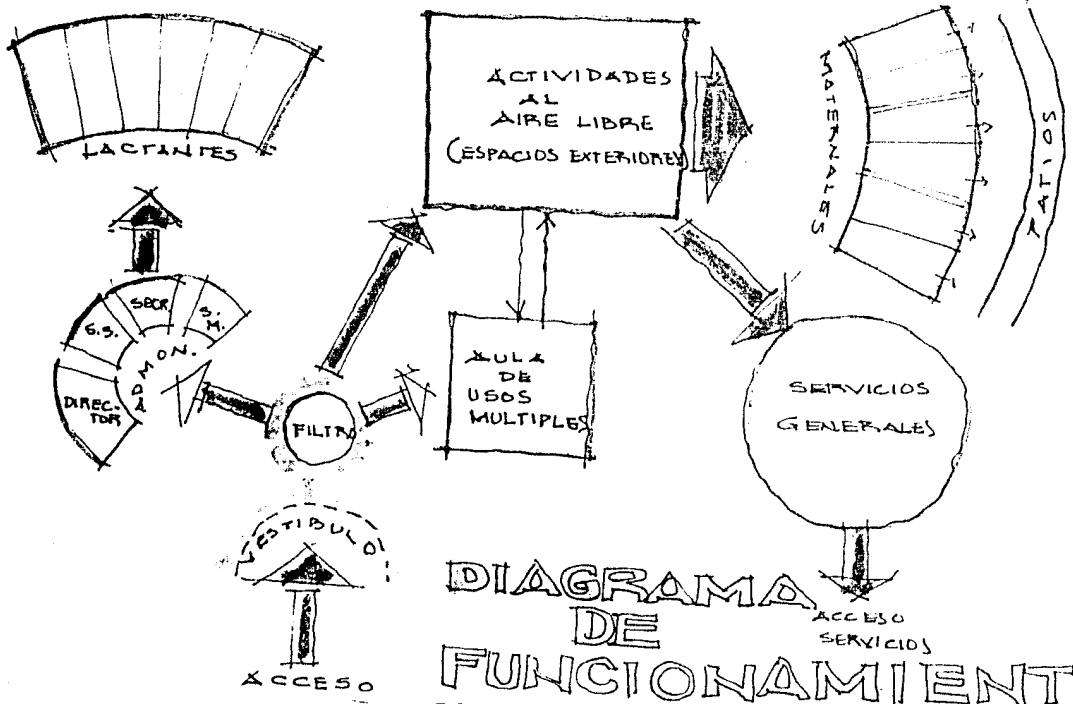 LACTANTES
ACTIVIDADES
AL
AIRE LIBRE
(ESPACIOS EXTERIORES)
MATERNALES
PATIOS
DIREC-
TOR
S.S.
SECR.
S.
M.
ADMON.
FILTRO
AULA
DE
USOS
MULTIPLES
SERVICIOS
GENERALES
VESTIBULO
ACCESO
ACCESO
SERVICIOS
DIAGRAMA
DE
FUNCIONAMIENT